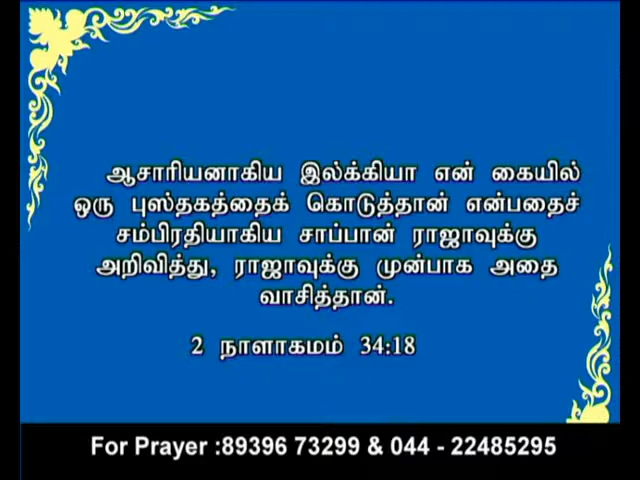 ஆசாரியனாகிய இல்க்கியா என் கையில்
ஒரு புஸ்தகத்தைக் கொடுத்தான் என்பதைச்
சம்பிரதியாகிய சாப்பான் ராஜாவுக்கு
அறிவித்து, ராஜாவுக்கு முன்பாக அதை
வாசித்தான்.
2 நாளாகமம் 34:18
For Prayer :89396 73299 & 044 - 22485295